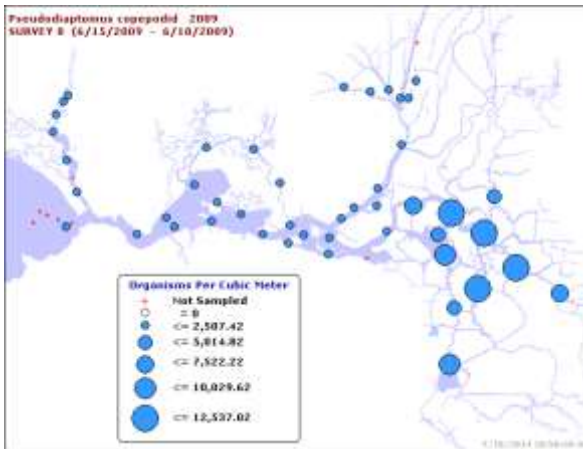 Pseudodiaptomus copepodid 2009
SURVEY 8 (6/15/2009 - 6/18/2009)
Organisms Per Cubic Meter
Not Sampled
= 0
<= 2,507.42
<= 5,014.82
<= 7,522.22
<= 10,029.62
<= 12,537.02